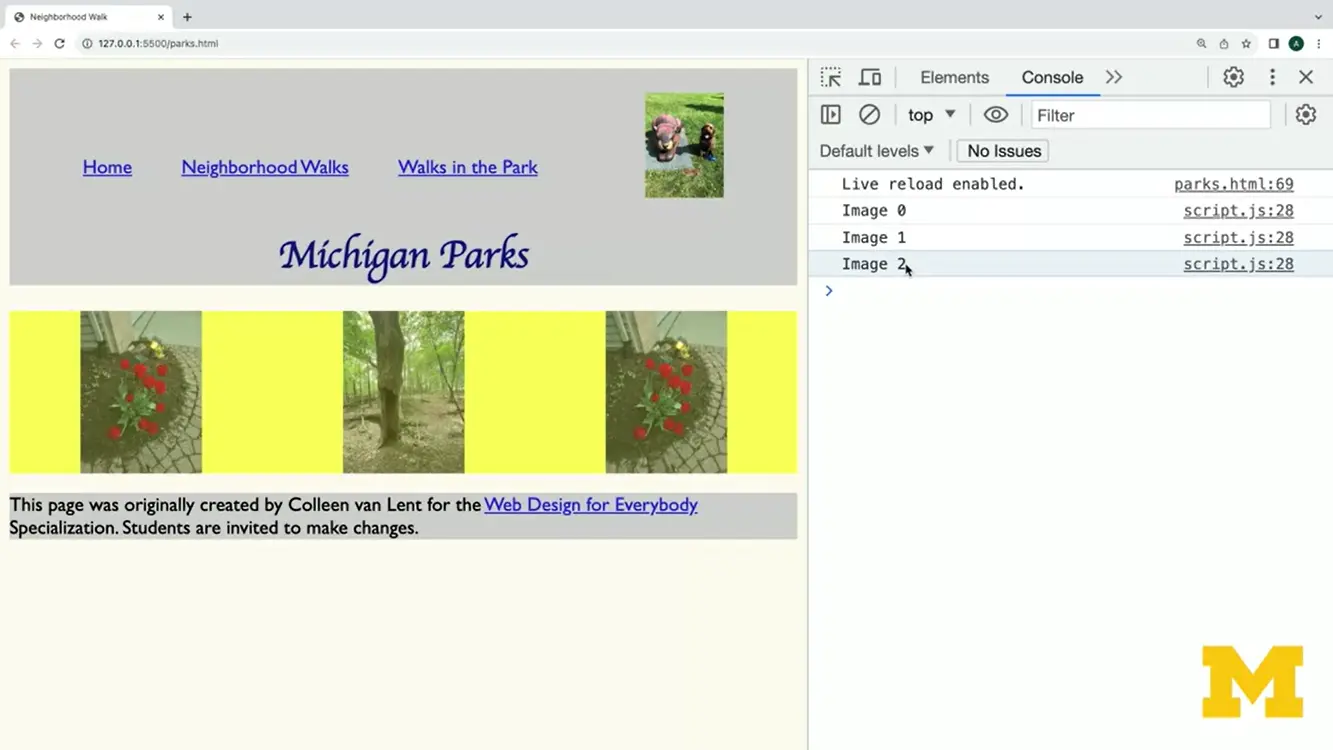 Neighborhood Walk
127.0.0.1:5500/parks.html
A
Home Neighborhood Walks Walks in the Park
Michigan Parks
This page was originally created by Colleen van Lent for the Web Design for Everybody
Specialization. Students are invited to make changes.
Elements Console
top Filter
Default levels No Issues
Live reload enabled. parks.html:69
Image 0 script.js:28
Image 1 script.js:28
Image 2 script.js:28
M